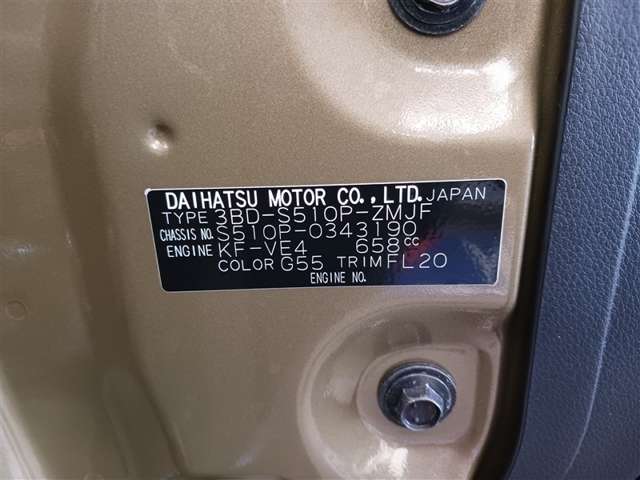 DAIHATSU MOTOR CO.,LTD. JAPAN
TYPE 3BD-S510P-ZMJF
CHASSIS NO. S510P-0343190
ENGINE KF-VE4 658cc
COLOR G55 TRIM FL20
ENGINE NO.